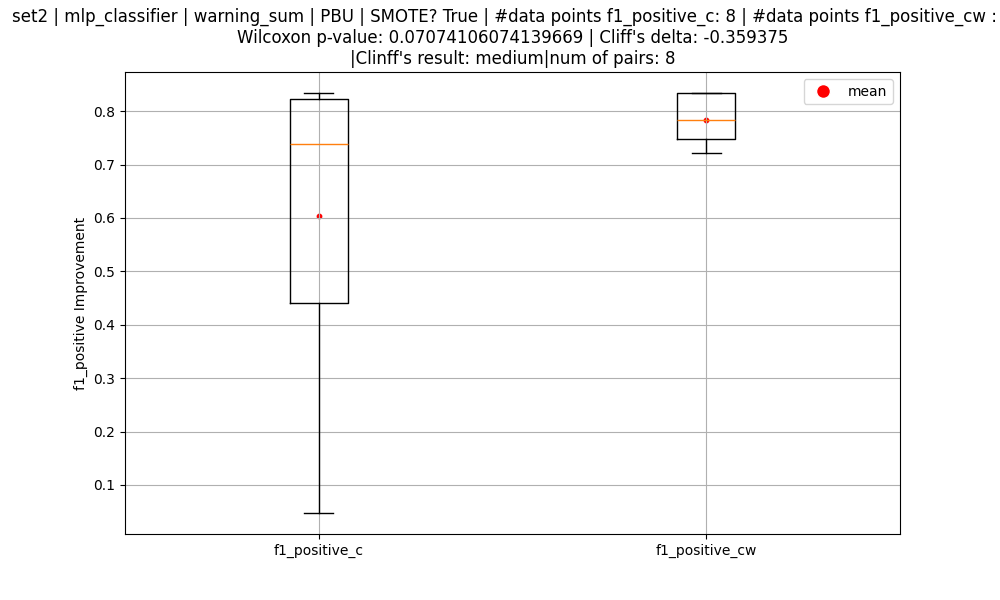 set2 | mlp_classifier | warning_sum | PBU | SMOTE? True | #data points f1_positive_c: 8 | #data points f1_positive_cw :
Wilcoxon p-value: 0.07074106074139669 | Cliff's delta: -0.359375
|Clinff's result: medium|num of pairs: 8
mean
0.8
0.7
0.6
0.5
0.4
0.3
0.2
0.1
f1_positive Improvement
f1_positive_c
f1_positive_cw